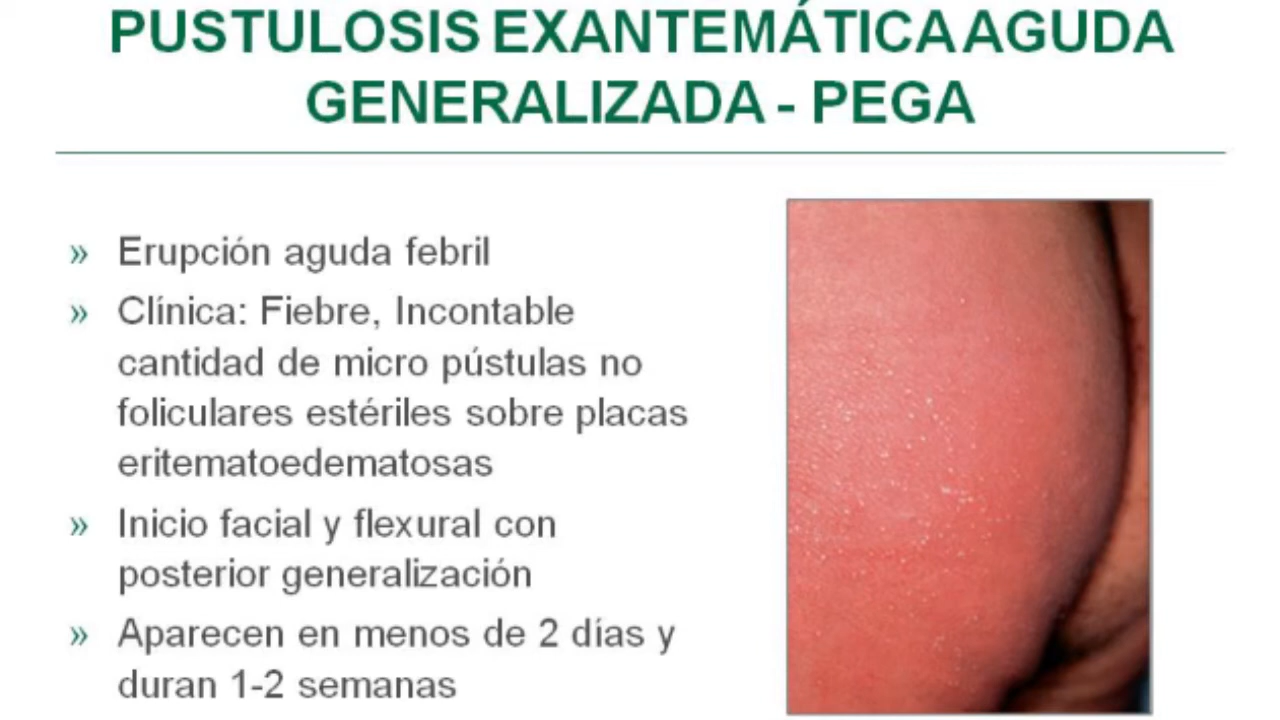 PUSTULOSIS EXANTEMÁTICA AGUDA
GENERALIZADA - PEGA
» Erupción aguda febril
» Clínica: Fiebre, Incontable
cantidad de micro pústulas no
foliculares estériles sobre placas
eritematoedematosas
» Inicio facial y flexural con
posterior generalización
» Aparecen en menos de 2 días y
duran 1-2 semanas